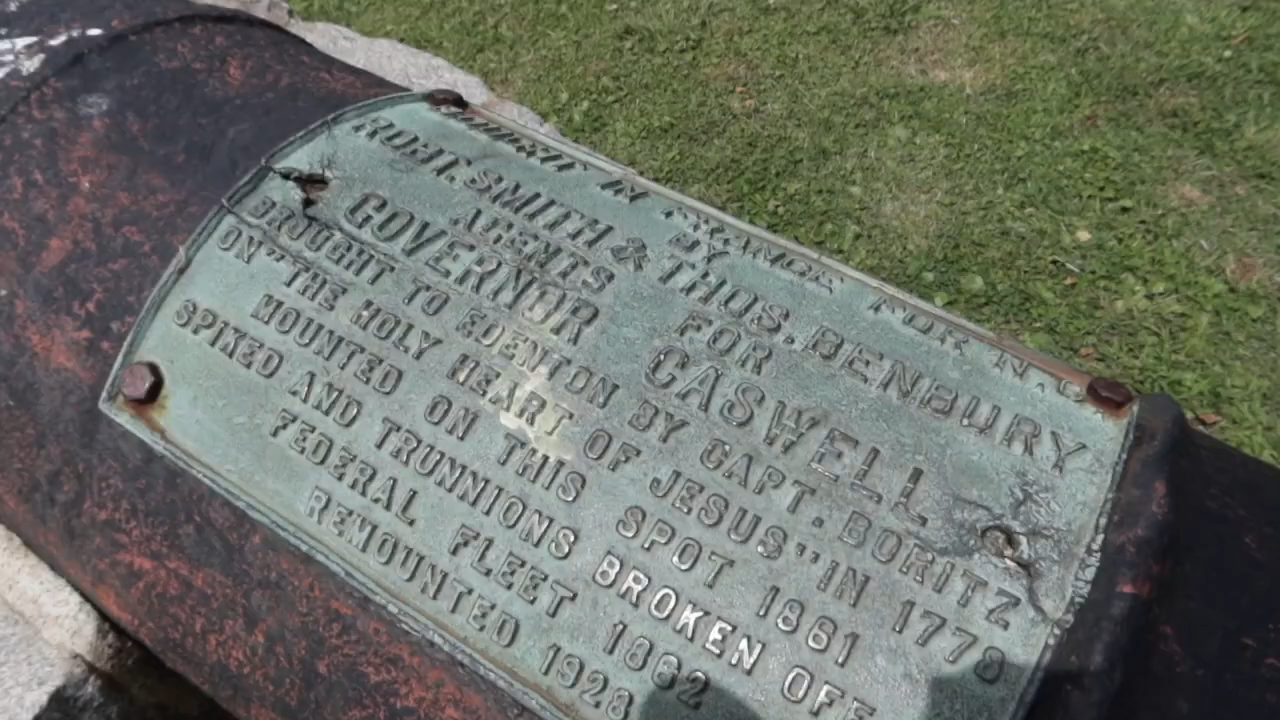 BOUGHT IN FRANCE FOR N.C.
BY
ROBT. SMITH & THOS. BENBURY
AGENTS FOR
GOVERNOR CASWELL
BROUGHT TO EDENTON BY CAPT. BORITZ
ON "THE HOLY HEART OF JESUS" IN 1778
MOUNTED ON THIS SPOT 1861
SPIKED AND TRUNNIONS BROKEN OFF
FEDERAL FLEET 1862
REMOUNTED 1928